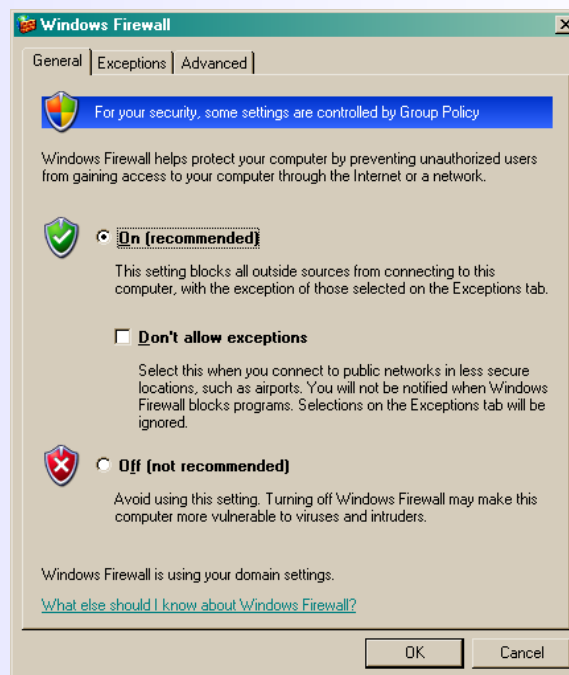 Windows Firewall
General Exceptions Advanced
For your security, some settings are controlled by Group Policy
Windows Firewall helps protect your computer by preventing unauthorized users
from gaining access to your computer through the Internet or a network.
On (recommended)
This setting blocks all outside sources from connecting to this
computer, with the exception of those selected on the Exceptions tab.
Don't allow exceptions
Select this when you connect to public networks in less secure
locations, such as airports. You will not be notified when Windows
Firewall blocks programs. Selections on the Exceptions tab will be
ignored.
Off (not recommended)
Avoid using this setting. Turning off Windows Firewall may make this
computer more vulnerable to viruses and intruders.
Windows Firewall is using your domain settings.
What else should I know about Windows Firewall?
OK Cancel